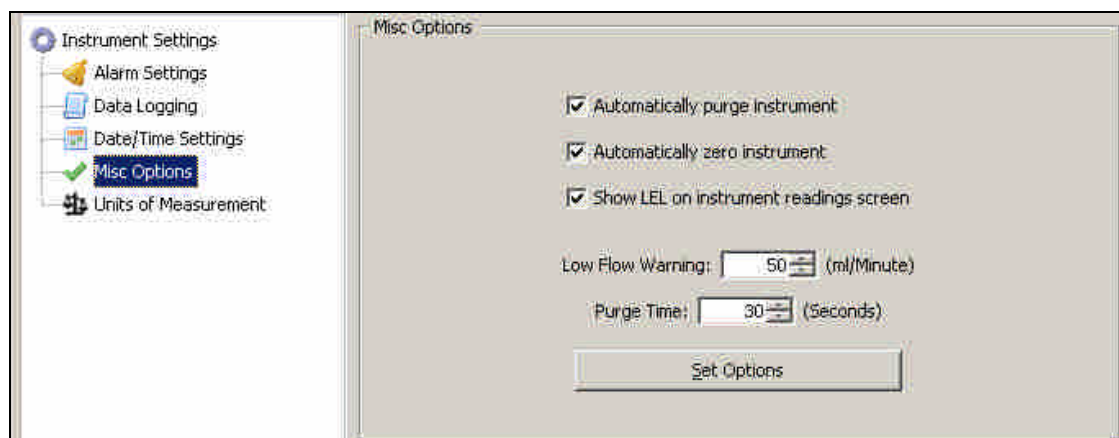 Instrument Settings
Alarm Settings
Data Logging
Date/Time Settings
Misc Options
Units of Measurement
Misc Options
Automatically purge instrument
Automatically zero instrument
Show LEL on instrument readings screen
Low Flow Warning: 50 (ml/Minute)
Purge Time: 30 (Seconds)
Set Options